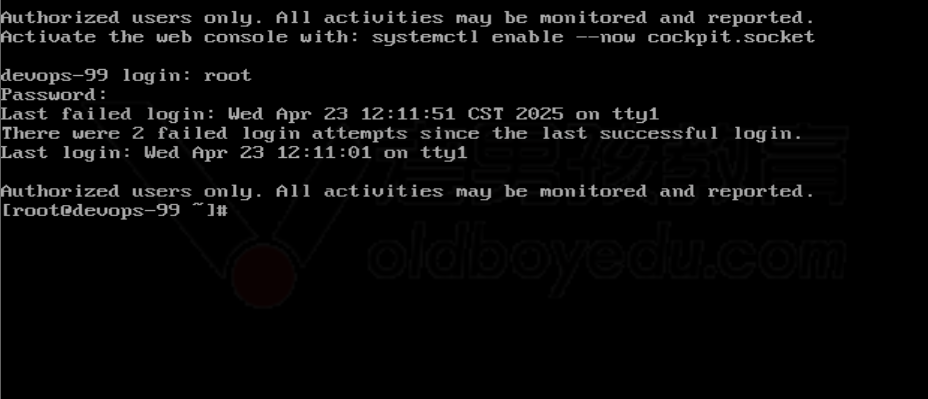 Authorized users only. All activities may be monitored and reported.
Activate the web console with: systemctl enable --now cockpit.socket
devops-99 login: root
Password:
Last failed login: Wed Apr 23 12:11:51 CST 2025 on tty1
There were 2 failed login attempts since the last successful login.
Last login: Wed Apr 23 12:11:01 on tty1
Authorized users only. All activities may be monitored and reported.
[root@devops-99 ~]#
老男孩教育
oldboyedu.com